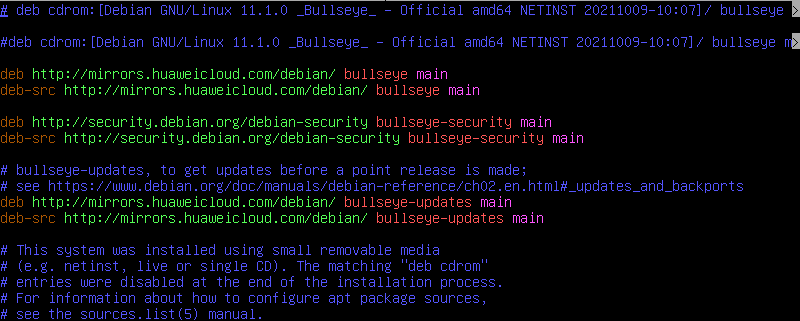 # deb cdrom:[Debian GNU/Linux 11.1.0 _Bullseye_ - Official amd64 NETINST 20211009-10:07]/ bullseye >
#deb cdrom:[Debian GNU/Linux 11.1.0 _Bullseye_ - Official amd64 NETINST 20211009-10:07]/ bullseye m>
deb http://mirrors.huaweicloud.com/debian/ bullseye main
deb-src http://mirrors.huaweicloud.com/debian/ bullseye main
deb http://security.debian.org/debian-security bullseye-security main
deb-src http://security.debian.org/debian-security bullseye-security main
# bullseye-updates, to get updates before a point release is made;
# see https://www.debian.org/doc/manuals/debian-reference/ch02.en.html#_updates_and_backports
deb http://mirrors.huaweicloud.com/debian/ bullseye-updates main
deb-src http://mirrors.huaweicloud.com/debian/ bullseye-updates main
# This system was installed using small removable media
# (e.g. netinst, live or single CD). The matching "deb cdrom"
# entries were disabled at the end of the installation process.
# For information about how to configure apt package sources,
# see the sources.list(5) manual.